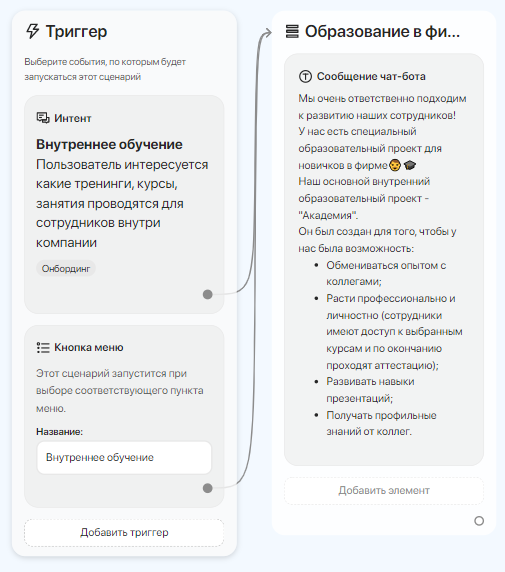 Триггер
Выберите события, по которым будет
запускаться этот сценарий
Интент
Внутреннее обучение
Пользователь интересуется
какие тренинги, курсы,
занятия проводятся для
сотрудников внутри
компании
Онбординг
Кнопка меню
Этот сценарий запустится при
выборе соответствующего пункта
меню.
Название:
Внутреннее обучение
Добавить триггер
Образование в фи...
Сообщение чат-бота
Мы очень ответственно подходим
к развитию наших сотрудников!
У нас есть специальный
образовательный проект для
новичков в фирме👨‍🎓
Наш основной внутренний
образовательный проект -
"Академия".
Он был создан для того, чтобы у
нас была возможность:
• Обмениваться опытом с
коллегами;
• Расти профессионально и
личностно (сотрудники
имеют доступ к выбранным
курсам и по окончанию
проходят аттестацию);
• Развивать навыки
презентаций;
• Получать профильные
знаний от коллег.
Добавить элемент